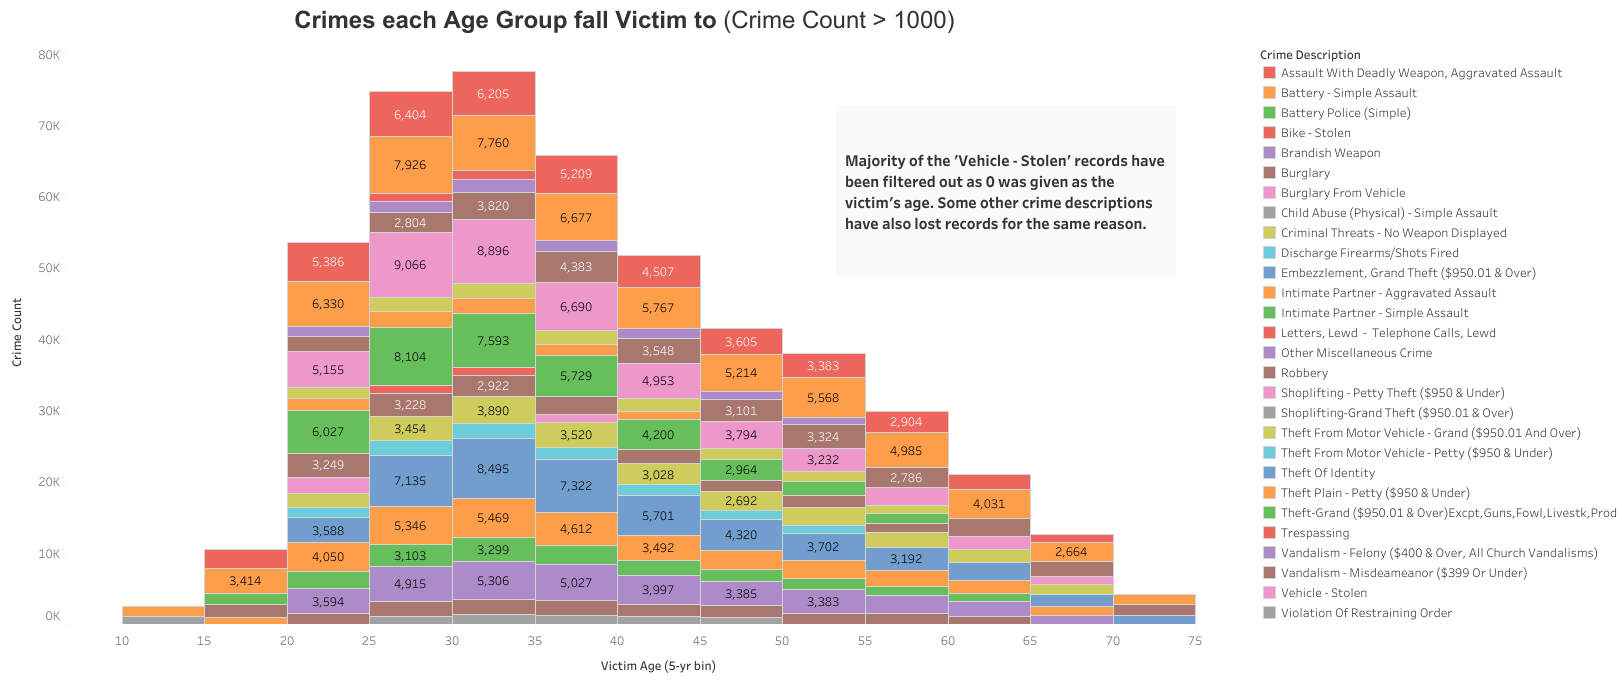 Crimes each Age Group fall Victim to (Crime Count > 1000)
80K
70K
60K
50K
40K
30K
20K
10K
0K
Crime Count
3,414
5,386
6,330
5,155
6,027
3,249
3,588
4,050
3,594
6,404
7,926
2,804
9,066
8,104
3,228
3,454
7,135
5,346
3,103
4,915
6,205
7,760
3,820
8,896
7,593
2,922
3,890
8,495
5,469
3,299
5,306
5,209
6,677
4,383
6,690
5,729
3,520
7,322
4,612
5,027
4,507
5,767
3,548
4,953
4,200
3,028
5,701
3,492
3,997
3,605
5,214
3,101
3,794
2,964
2,692
4,320
3,385
3,383
5,568
3,324
3,232
3,702
3,383
2,904
4,985
2,786
3,192
4,031
2,664
10 15 20 25 30 35 40 45 50 55 60 65 70 75
Victim Age (5-yr bin)
Majority of the 'Vehicle - Stolen' records have
been filtered out as 0 was given as the
victim's age. Some other crime descriptions
have also lost records for the same reason.
Crime Description
Assault With Deadly Weapon, Aggravated Assault
Battery - Simple Assault
Battery Police (Simple)
Bike - Stolen
Brandish Weapon
Burglary
Burglary From Vehicle
Child Abuse (Physical) - Simple Assault
Criminal Threats - No Weapon Displayed
Discharge Firearms/Shots Fired
Embezzlement, Grand Theft ($950.01 & Over)
Intimate Partner - Aggravated Assault
Intimate Partner - Simple Assault
Letters, Lewd  -  Telephone Calls, Lewd
Other Miscellaneous Crime
Robbery
Shoplifting - Petty Theft ($950 & Under)
Shoplifting-Grand Theft ($950.01 & Over)
Theft From Motor Vehicle - Grand ($950.01 And Over)
Theft From Motor Vehicle - Petty ($950 & Under)
Theft Of Identity
Theft Plain - Petty ($950 & Under)
Theft-Grand ($950.01 & Over)Excpt,Guns,Fowl,Livestk,Prod
Trespassing
Vandalism - Felony ($400 & Over, All Church Vandalisms)
Vandalism - Misdeameanor ($399 Or Under)
Vehicle - Stolen
Violation Of Restraining Order